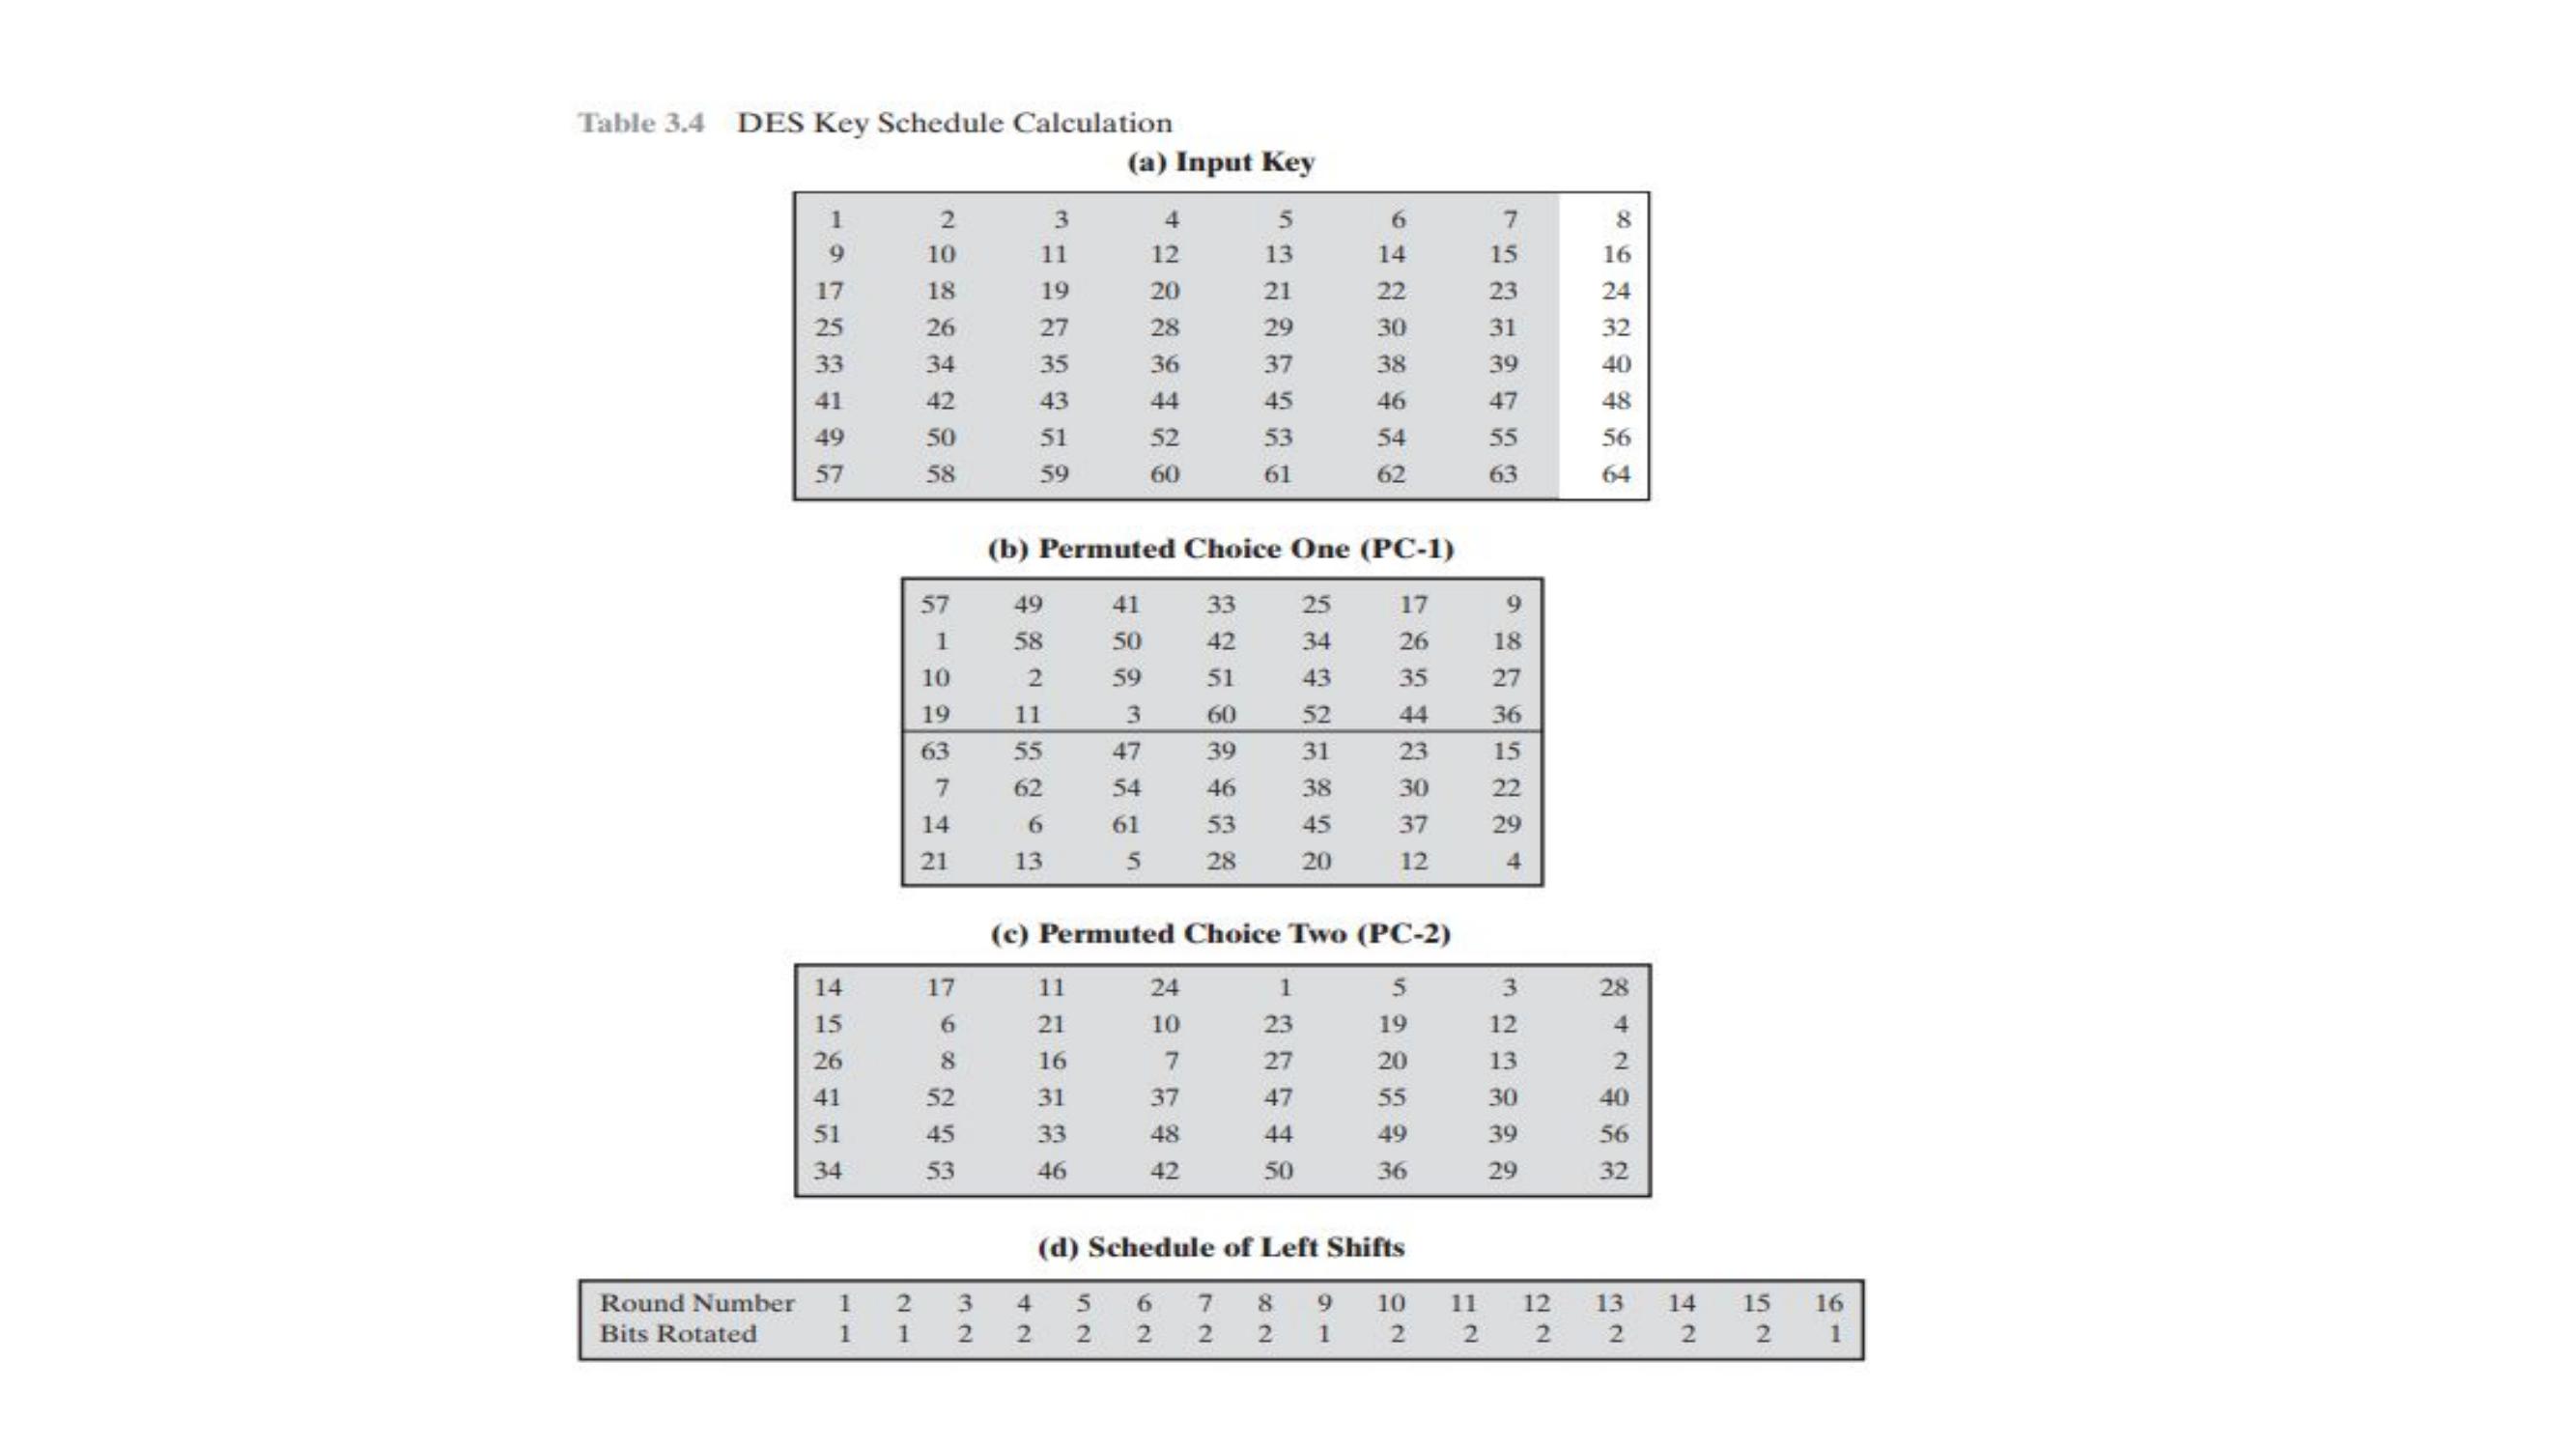 Table 3.4 DES Key Schedule Calculation
(a) Input Key
1 2 3 4 5 6 7 8
9 10 11 12 13 14 15 16
17 18 19 20 21 22 23 24
25 26 27 28 29 30 31 32
33 34 35 36 37 38 39 40
41 42 43 44 45 46 47 48
49 50 51 52 53 54 55 56
57 58 59 60 61 62 63 64
(b) Permuted Choice One (PC-1)
57 49 41 33 25 17 9
1 58 50 42 34 26 18
10 2 59 51 43 35 27
19 11 3 60 52 44 36
63 55 47 39 31 23 15
7 62 54 46 38 30 22
14 6 61 53 45 37 29
21 13 5 28 20 12 4
(c) Permuted Choice Two (PC-2)
14 17 11 24 1 5 3 28
15 6 21 10 23 19 12 4
26 8 16 7 27 20 13 2
41 52 31 37 47 55 30 40
51 45 33 48 44 49 39 56
34 53 46 42 50 36 29 32
(d) Schedule of Left Shifts
Round Number 1 2 3 4 5 6 7 8 9 10 11 12 13 14 15 16
Bits Rotated 1 1 2 2 2 2 2 2 1 2 2 2 2 2 2 1